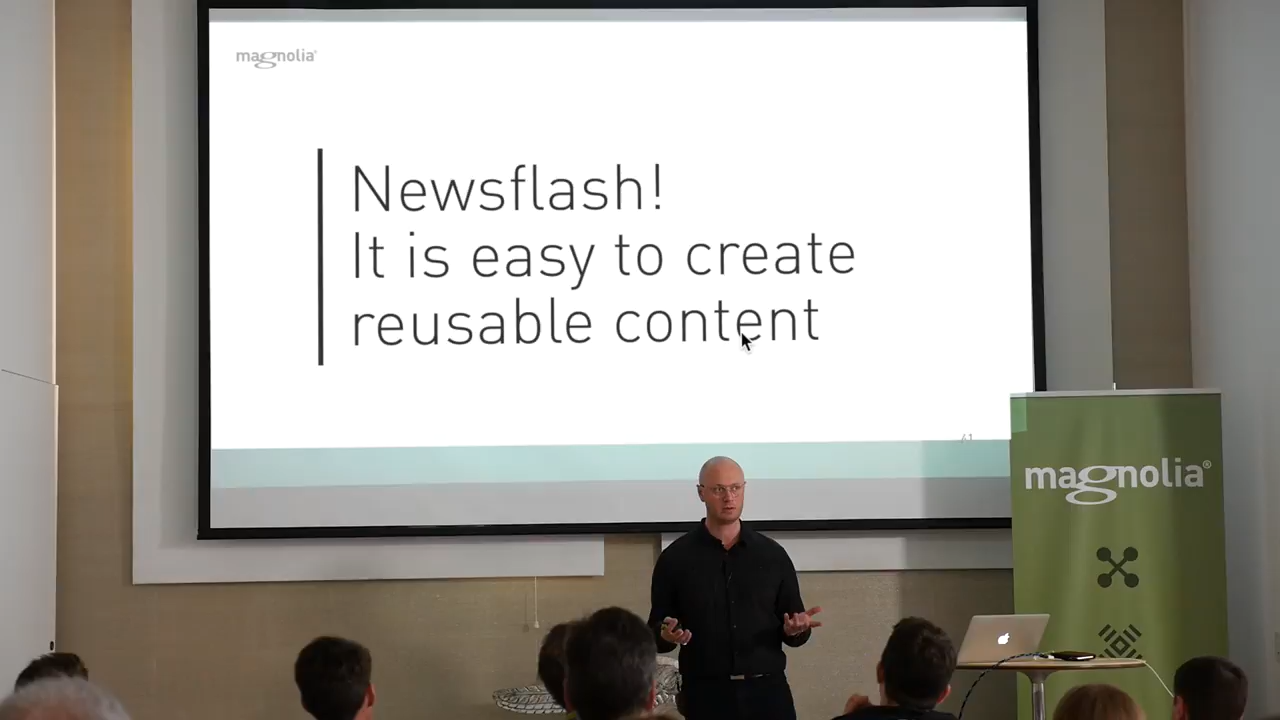 magnolia®
Newsflash!
It is easy to create
reusable content
magnolia®